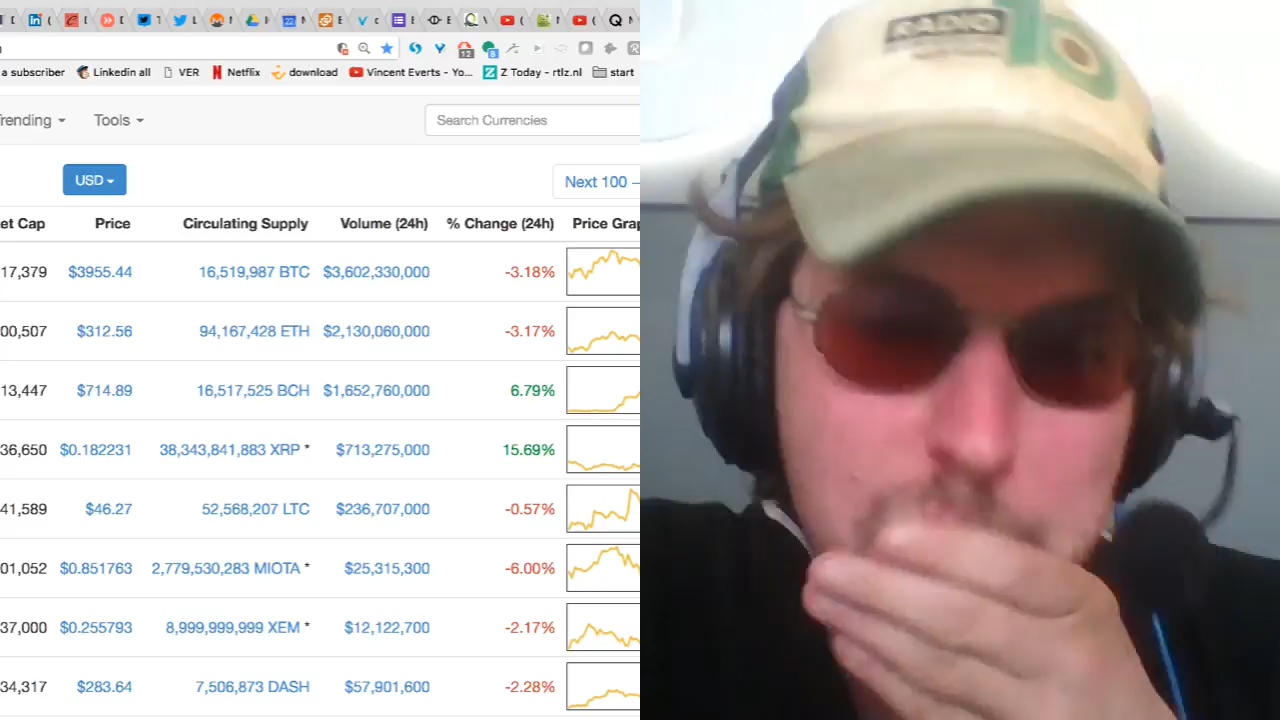 a subscriber Linkedin all VER Netflix download Vincent Everts - Yo... Z Today - rtlz.nl start
Trending Tools Search Currencies
USD Next 100
et Cap Price Circulating Supply Volume (24h) % Change (24h) Price Grap
17,379 $3955.44 16,519,987 BTC $3,602,330,000 -3.18%
00,507 $312.56 94,167,428 ETH $2,130,060,000 -3.17%
13,447 $714.89 16,517,525 BCH $1,652,760,000 6.79%
36,650 $0.182231 38,343,841,883 XRP * $713,275,000 15.69%
41,589 $46.27 52,568,207 LTC $236,707,000 -0.57%
01,052 $0.851763 2,779,530,283 MIOTA * $25,315,300 -6.00%
37,000 $0.255793 8,999,999,999 XEM * $12,122,700 -2.17%
34,317 $283.64 7,506,873 DASH $57,901,600 -2.28%
RADIO
10